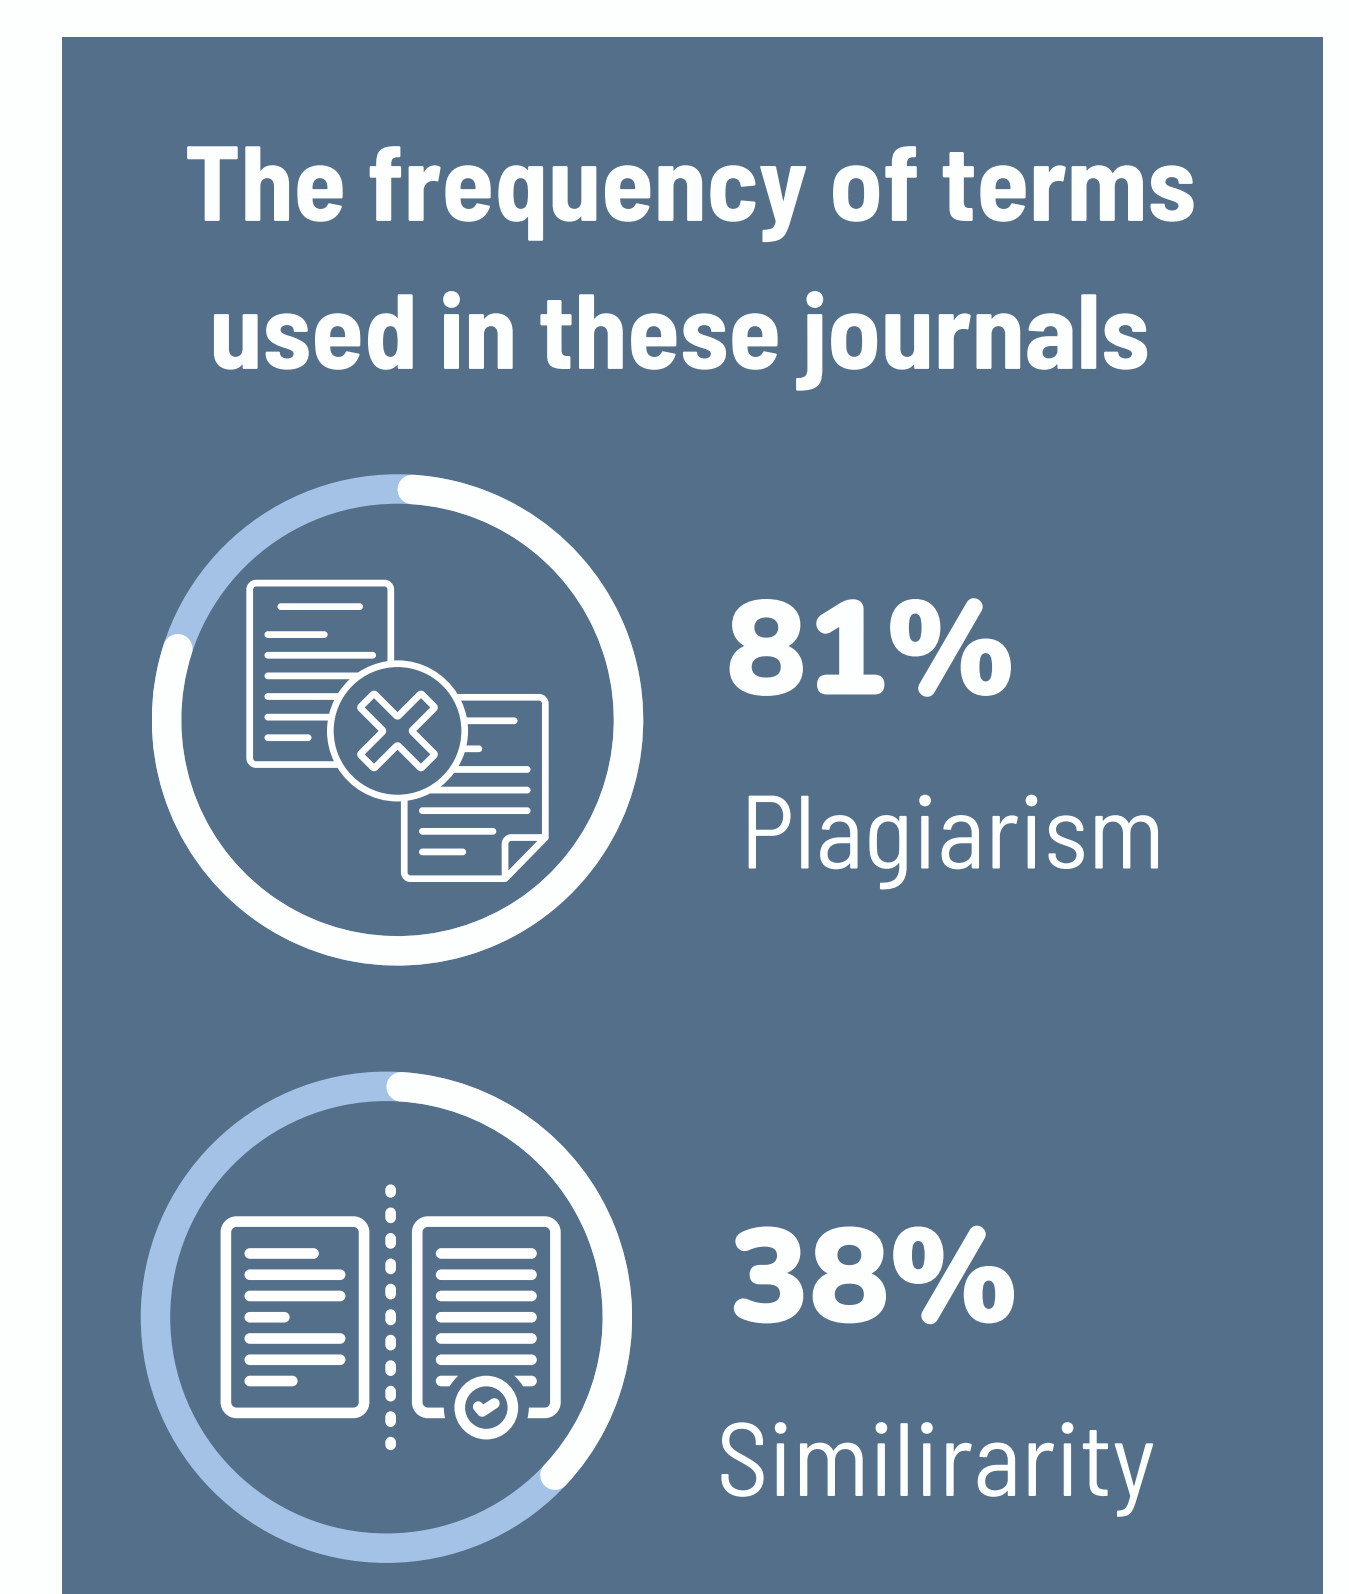 The frequency of terms
used in these journals
81%
Plagiarism
38%
Similirarity